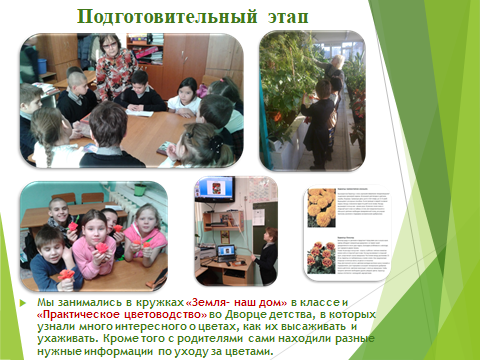 Подготовительный этап
Мы занимались в кружках «Земля- наш дом» в классе и
«Практическое цветоводство» во Дворце детства, в которых
узнали много интересного о цветах, как их высаживать и
ухаживать. Кроме того с родителями сами находили разные
нужные информации по уходу за цветами.